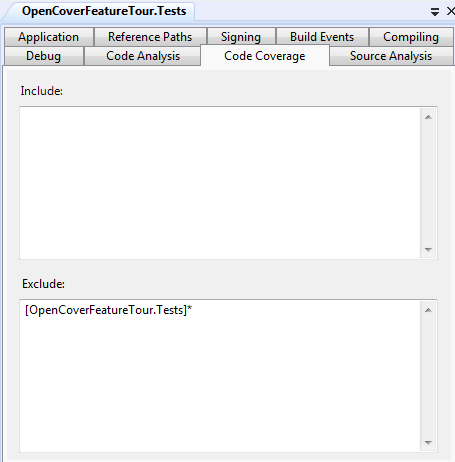 OpenCoverFeatureTour.Tests
Application Reference Paths Signing Build Events Compiling
Debug Code Analysis Code Coverage Source Analysis
Include:
Exclude:
[OpenCoverFeatureTour.Tests]*